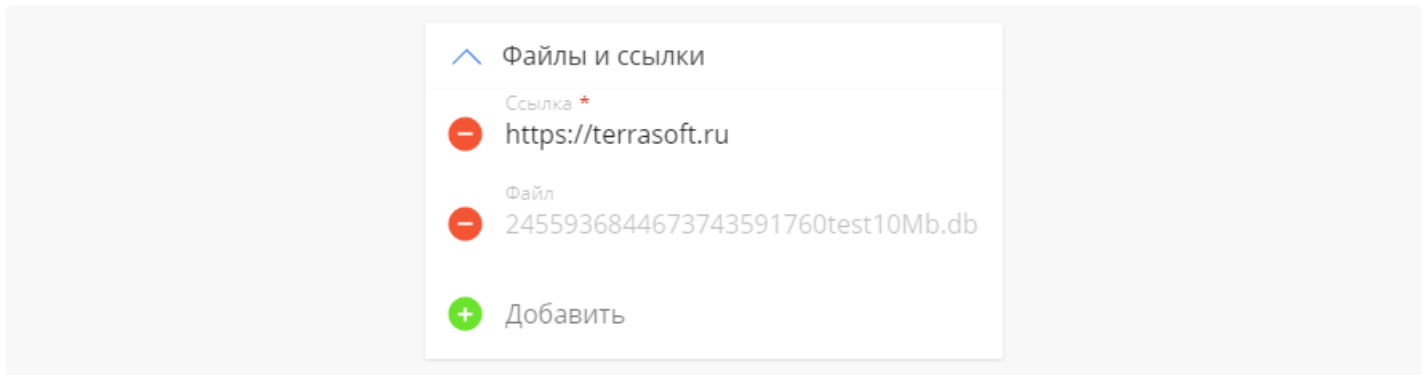 Файлы и ссылки
Ссылка *
https://terrasoft.ru
Файл
2455936844673743591760test10Mb.db
Добавить